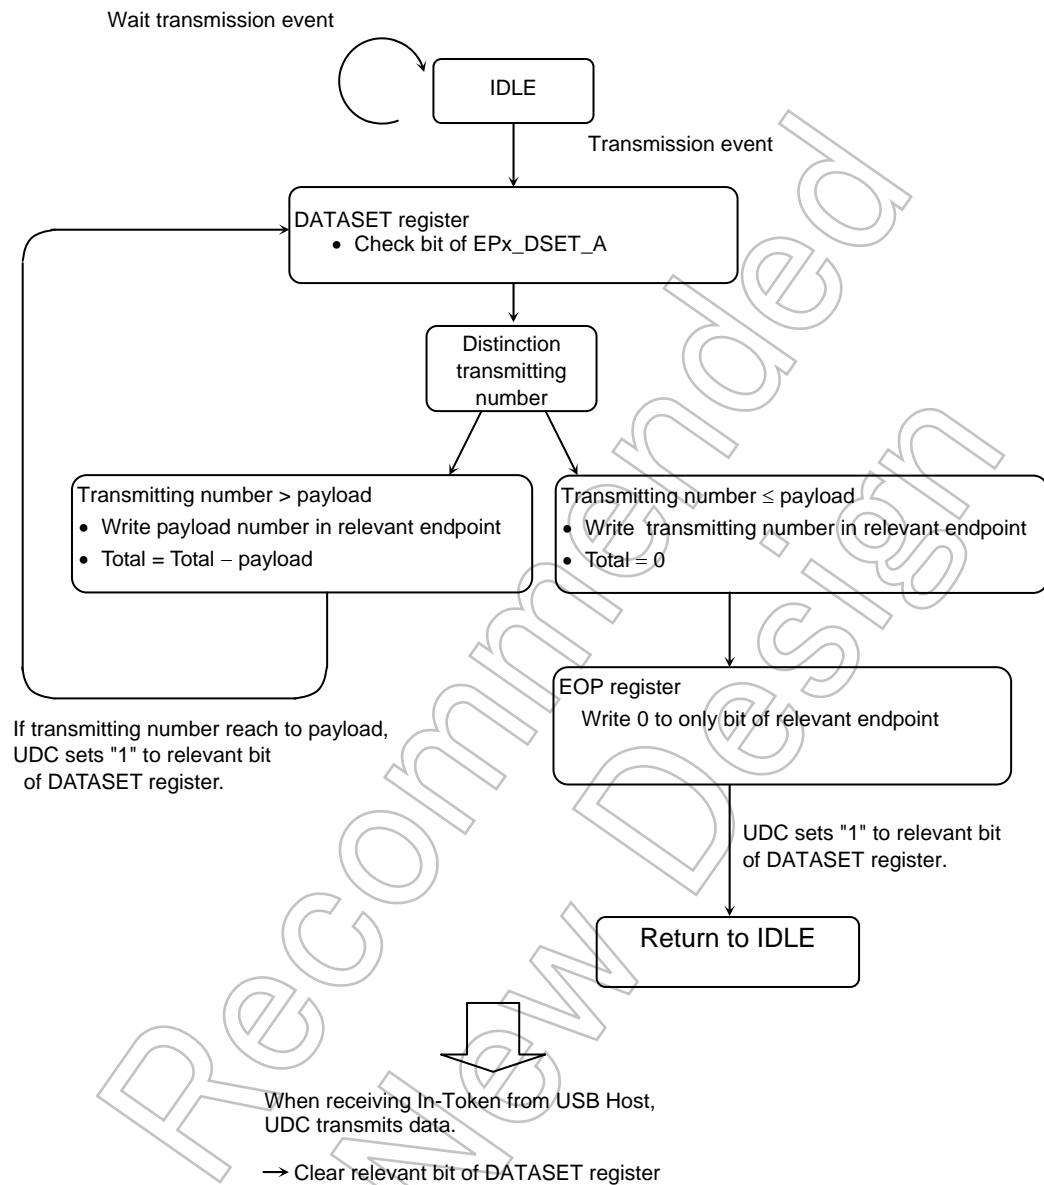 Wait transmission event
IDLE
Transmission event
DATASET register
• Check bit of EPx_DSET_A
Distinction
transmitting
number
Transmitting number > payload
• Write payload number in relevant endpoint
• Total = Total − payload
Transmitting number ≤ payload
• Write transmitting number in relevant endpoint
• Total = 0
EOP register
Write 0 to only bit of relevant endpoint
If transmitting number reach to payload,
UDC sets "1" to relevant bit
of DATASET register.
UDC sets "1" to relevant bit
of DATASET register.
Return to IDLE
When receiving In-Token from USB Host,
UDC transmits data.
→ Clear relevant bit of DATASET register
Recommended
New Design